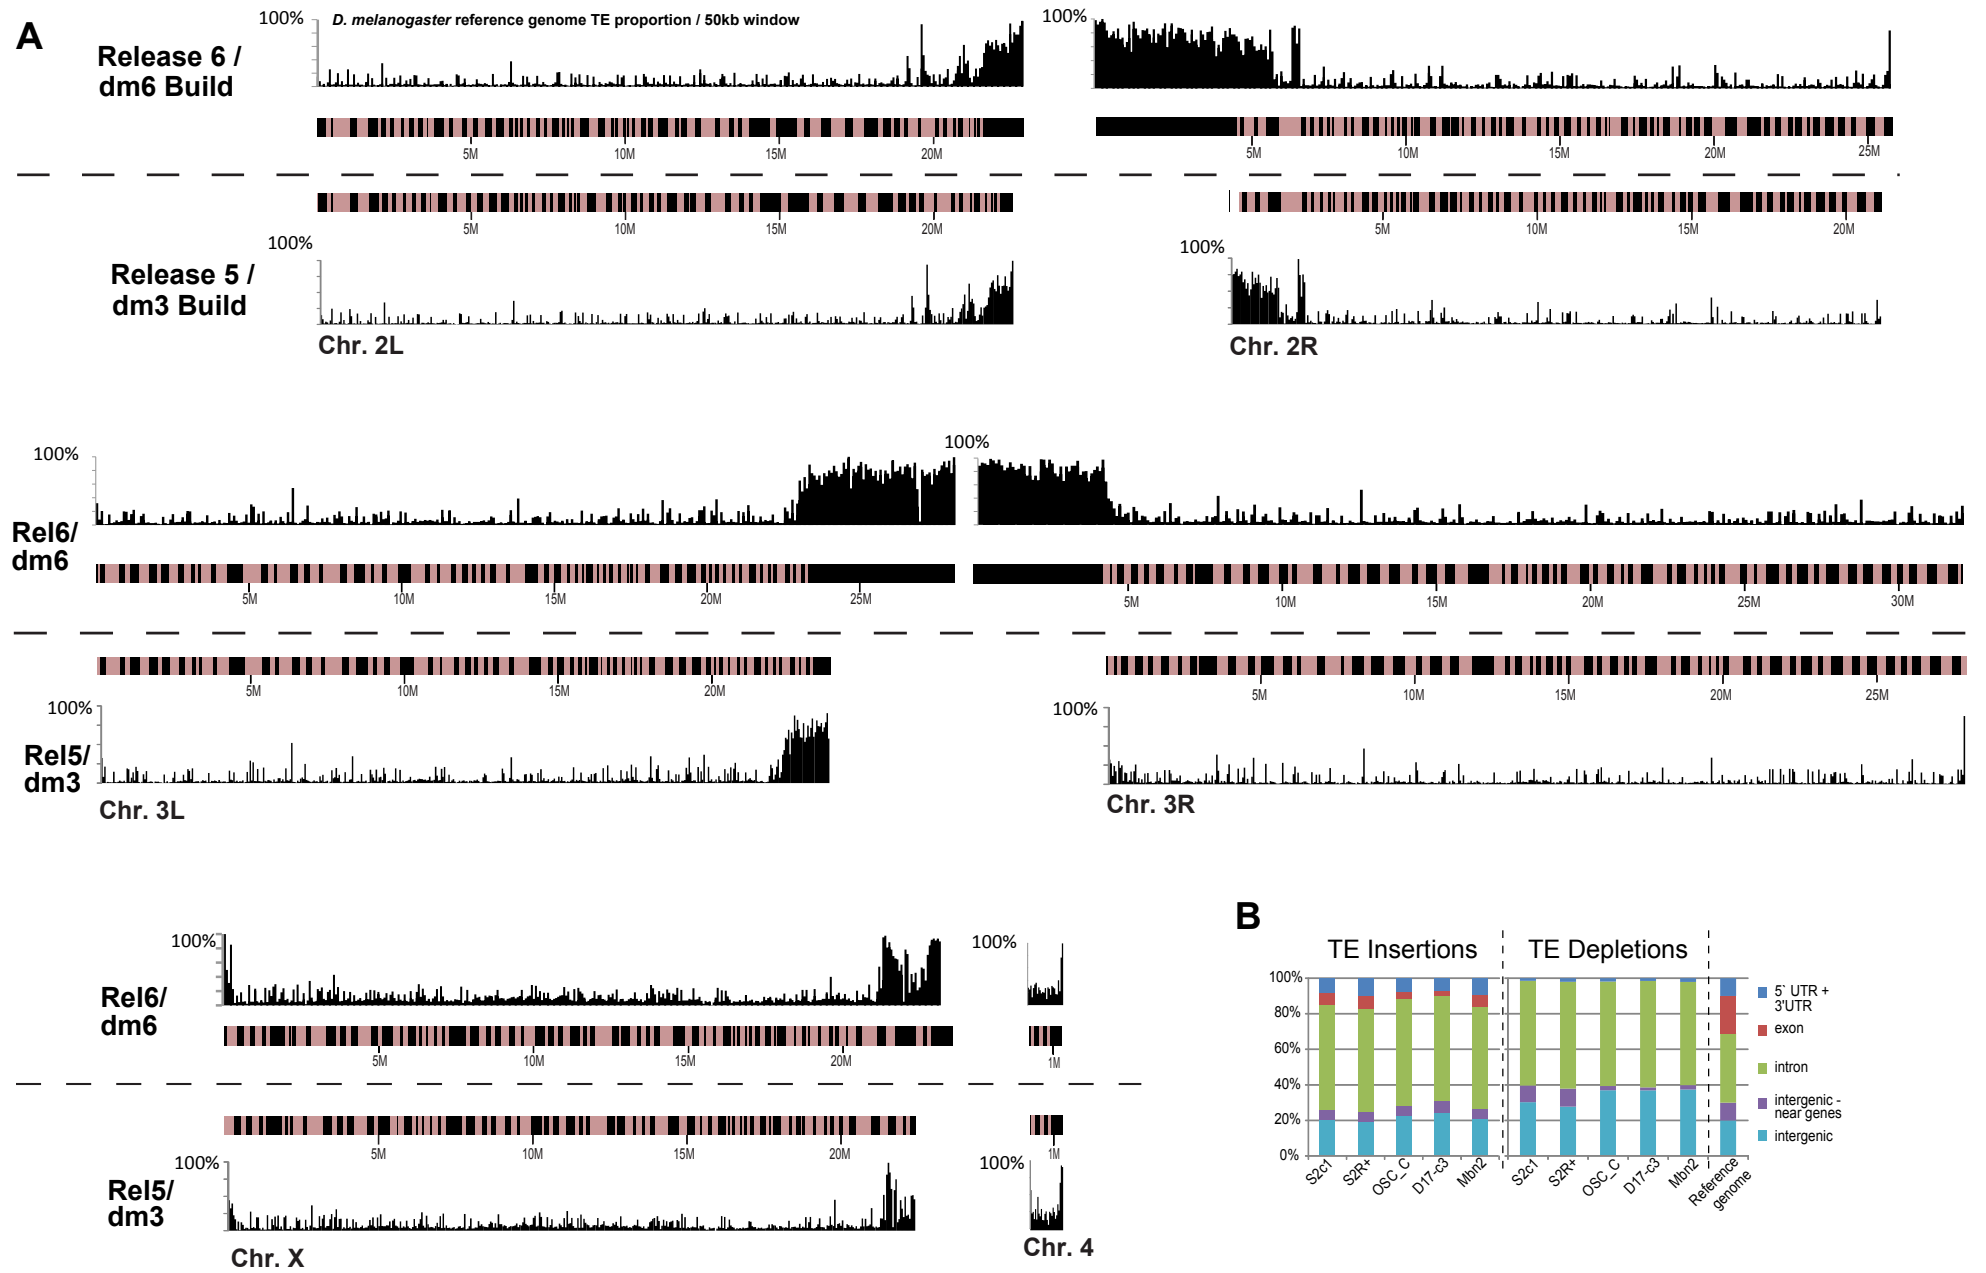 A
100%
D. melanogaster reference genome TE proportion / 50kb window
100%
Release 6 /
dm6 Build
5M 10M 15M 20M
5M 10M 15M 20M 25M
5M 10M 15M 20M
5M 10M 15M 20M
100%
100%
Release 5 /
dm3 Build
Chr. 2L
Chr. 2R
100%
100%
Rel6/
dm6
5M 10M 15M 20M 25M
5M 10M 15M 20M 25M 30M
5M 10M 15M 20M
5M 10M 15M 20M 25M
100%
100%
Rel5/
dm3
Chr. 3L
Chr. 3R
100%
100%
Rel6/
dm6
5M 10M 15M 20M
1M
5M 10M 15M 20M
1M
100%
100%
Rel5/
dm3
Chr. X
Chr. 4
B
TE Insertions
TE Depletions
100%
80%
60%
40%
20%
0%
S2c1
S2R+
OSC_C
D17-c3
Mbn2
S2c1
S2R+
OSC_C
D17-c3
Mbn2
Reference
genome
5` UTR +
3'UTR
exon
intron
intergenic -
near genes
intergenic